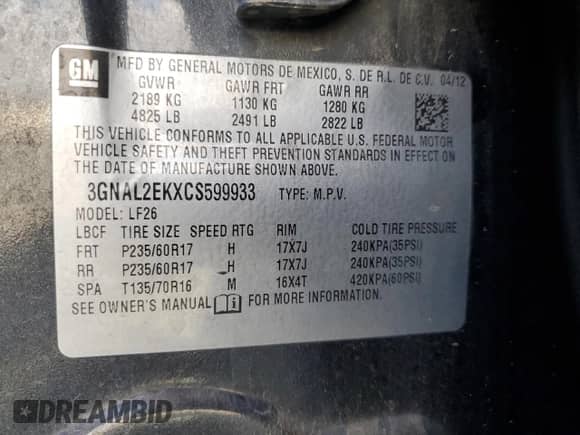 GM
MFD BY GENERAL MOTORS DE MEXICO, S. DE R.L. DE C.V. 04/12
GVWR GAWR FRT GAWR RR
2189 KG 1130 KG 1280 KG
4825 LB 2491 LB 2822 LB
THIS VEHICLE CONFORMS TO ALL APPLICABLE U.S. FEDERAL MOTOR
VEHICLE SAFETY AND THEFT PREVENTION STANDARDS IN EFFECT ON
THE DATE OF MANUFACTURE SHOWN ABOVE.
3GNAL2EKXCS599933 TYPE: M.P.V.
MODEL: LF26
LBCF TIRE SIZE SPEED RTG RIM COLD TIRE PRESSURE
FRT P235/60R17 H 17X7J 240KPA(35PSI)
RR P235/60R17 H 17X7J 240KPA(35PSI)
SPA T135/70R16 M 16X4T 420KPA(60PSI)
SEE OWNER'S MANUAL FOR MORE INFORMATION.
DREAMBID